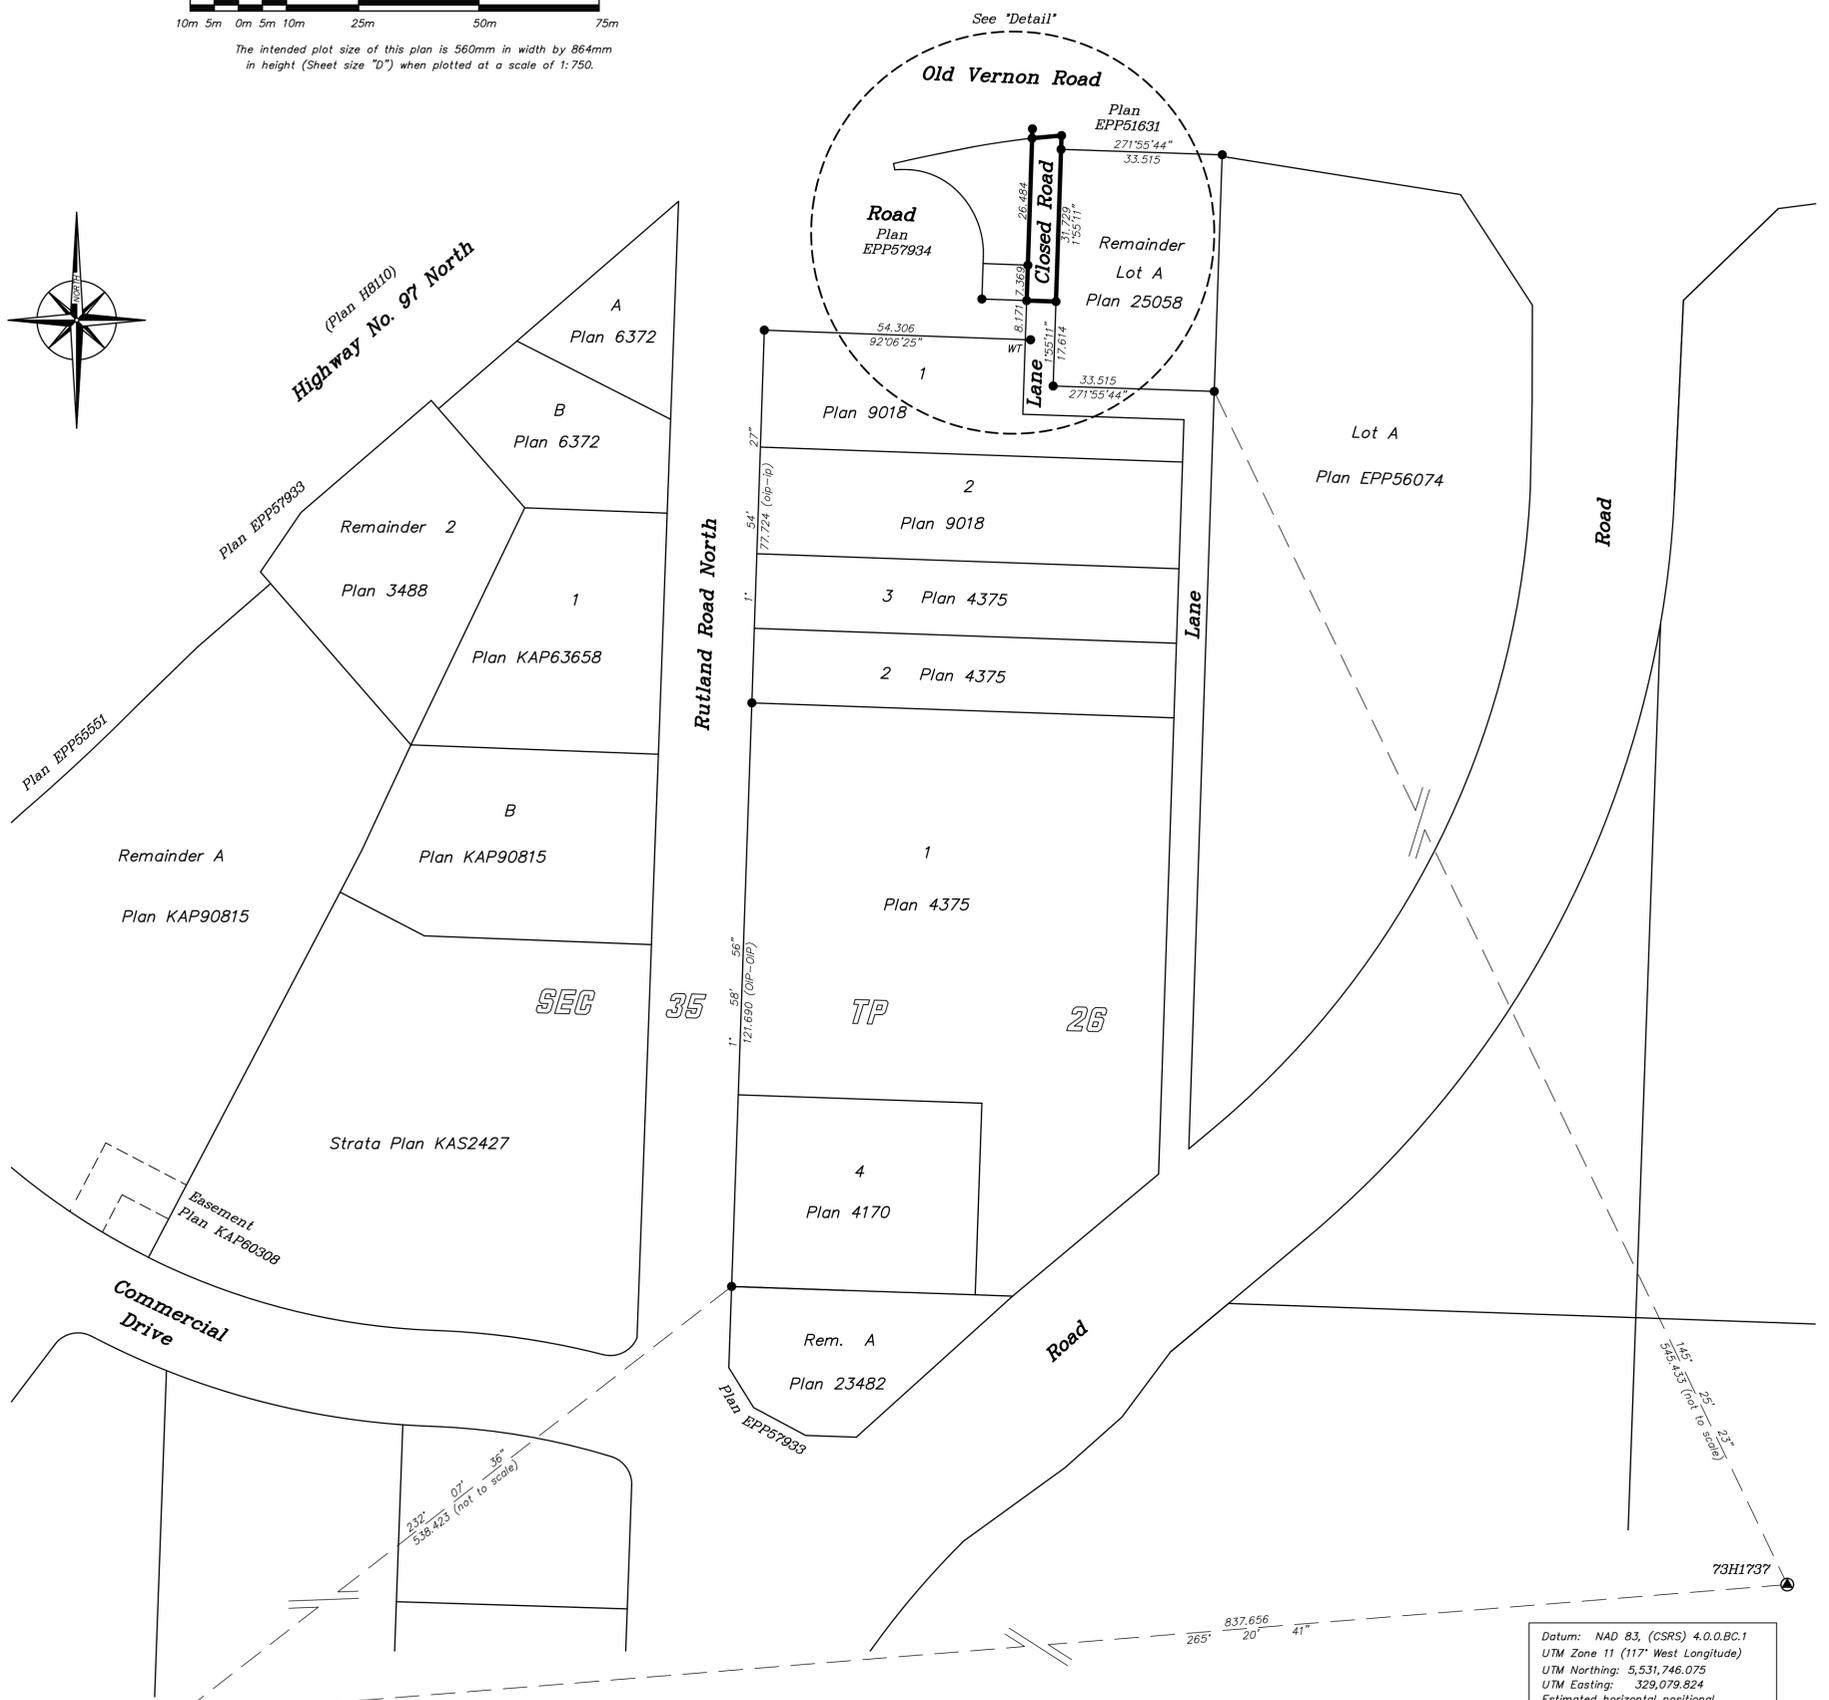 10m 5m 0m 5m 10m 25m 50m 75m
The intended plot size of this plan is 560mm in width by 864mm
in height (Sheet size "D") when plotted at a scale of 1:750.
See "Detail"
Old Vernon Road
Plan
EPP51631
271°55'44"
33.515
Closed Road
26.484
31.729
1°55'11"
7.369
Road
Plan
EPP57934
Remainder
Lot A
Plan 25058
8.171
1°55'11"
17.614
WT
Lane
33.515
271°55'44"
54.306
92°06'25"
1
Plan 9018
NORTH
(Plan H8110)
Highway No. 97 North
A
Plan 6372
B
Plan 6372
Plan EPP57933
Remainder 2
Plan 3488
1
Plan KAP63658
Rutland Road North
1° 54' 27"
77.724 (oip-ip)
2
Plan 9018
3 Plan 4375
2 Plan 4375
Lane
Lot A
Plan EPP56074
Road
Plan EPP55551
Remainder A
Plan KAP90815
B
Plan KAP90815
1
Plan 4375
1° 58' 56"
121.690 (OIP-OIP)
SEC 35 TP 26
Strata Plan KAS2427
Easement
Plan KAP60308
4
Plan 4170
Commercial
Drive
Rem. A
Plan 23482
Plan EPP57933
Road
232° 07' 36"
538.423 (not to scale)
145° 25' 23"
545.433 (not to scale)
73H1737
837.656
265° 20' 41"
Datum: NAD 83, (CSRS) 4.0.0.BC.1
UTM Zone 11 (117° West Longitude)
UTM Northing: 5,531,746.075
UTM Easting: 329,079.824
Estimated horizontal positional